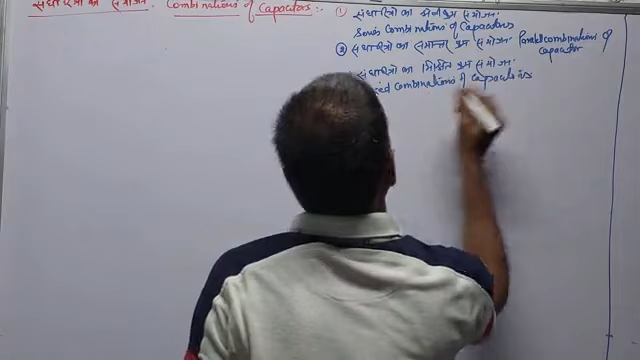 संधारित्रों का संयोजन Combinations of Capacitors :-
① संधारित्रों का श्रेणीक्रम संयोजन
Series Combinations of Capacitors
② संधारित्रों का समान्तर क्रम संयोजन Parallel combinations of capacitor
संधारित्रों का मिश्रित क्रम संयोजन
combinations of capacitors